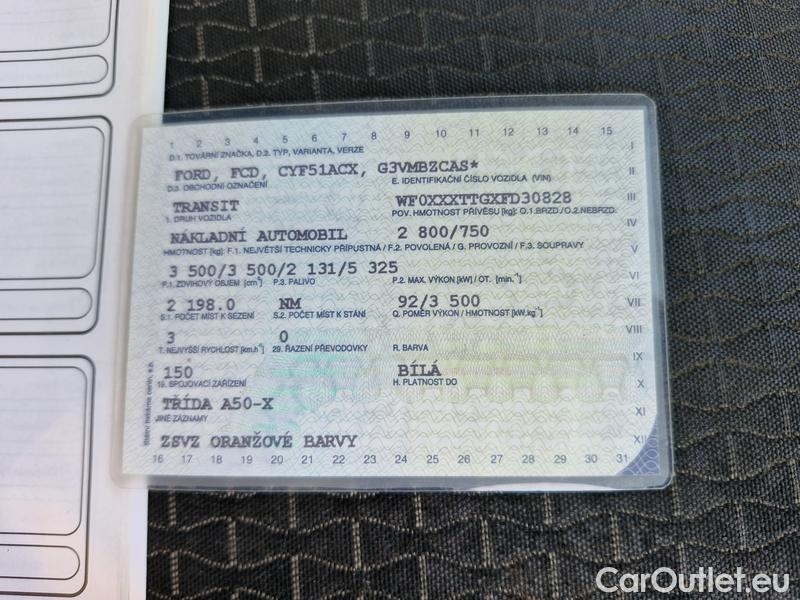 1 2 3 4 5 6 7 8 9 10 11 12 13 14 15
I
D.1. TOVÁRNÍ ZNAČKA, D.2. TYP, VARIANTA, VERZE
FORD, FCD, CYF51ACX, G3VMBZCAS*
II
D.3. OBCHODNÍ OZNAČENÍ E. IDENTIFIKAČNÍ ČÍSLO VOZIDLA (VIN)
TRANSIT WF0XXXTTGXFD30828
III
1. DRUH VOZIDLA POV. HMOTNOST PŘÍVĚSU [kg]: O.1.BRZD./O.2.NEBRZD.
IV
NÁKLADNÍ AUTOMOBIL 2 800/750
HMOTNOST [kg]: F.1. NEJVĚTŠÍ TECHNICKY PŘÍPUSTNÁ / F.2. POVOLENÁ / G. PROVOZNÍ / F.3. SOUPRAVY
V
3 500/3 500/2 131/5 325
P.1. ZDVIHOVÝ OBJEM [cm³] P.3. PALIVO P.2. MAX. VÝKON [kW] / OT. [min.⁻¹]
VI
2 198.0 NM 92/3 500
VII
S.1. POČET MÍST K SEZENÍ S.2. POČET MÍST K STÁNÍ Q. POMĚR VÝKON / HMOTNOST [kW.kg⁻¹]
3 0
VIII
T. NEJVYŠŠÍ RYCHLOST [km.h⁻¹] 29. ŘAZENÍ PŘEVODOVKY R. BARVA
IX
150 BÍLÁ
19. SPOJOVACÍ ZAŘÍZENÍ H. PLATNOST DO
X
TŘÍDA A50-X
XI
JINÉ ZÁZNAMY
ZSVZ ORANŽOVÉ BARVY
XII
16 17 18 19 20 21 22 23 24 25 26 27 28 29 30 31
CarOutlet.eu